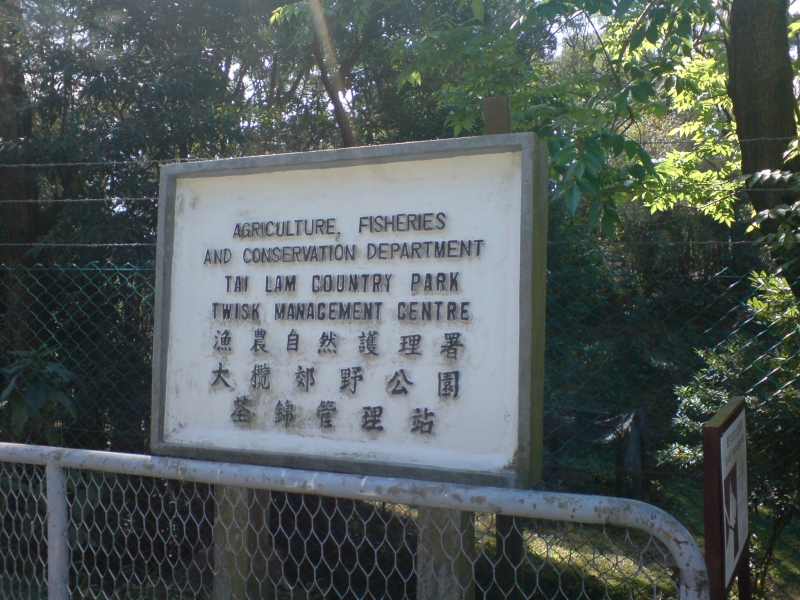 AGRICULTURE, FISHERIES
AND CONSERVATION DEPARTMENT
TAI LAM COUNTRY PARK
TWISK MANAGEMENT CENTRE
漁農自然護理署
大欖郊野公園
荃錦管理站